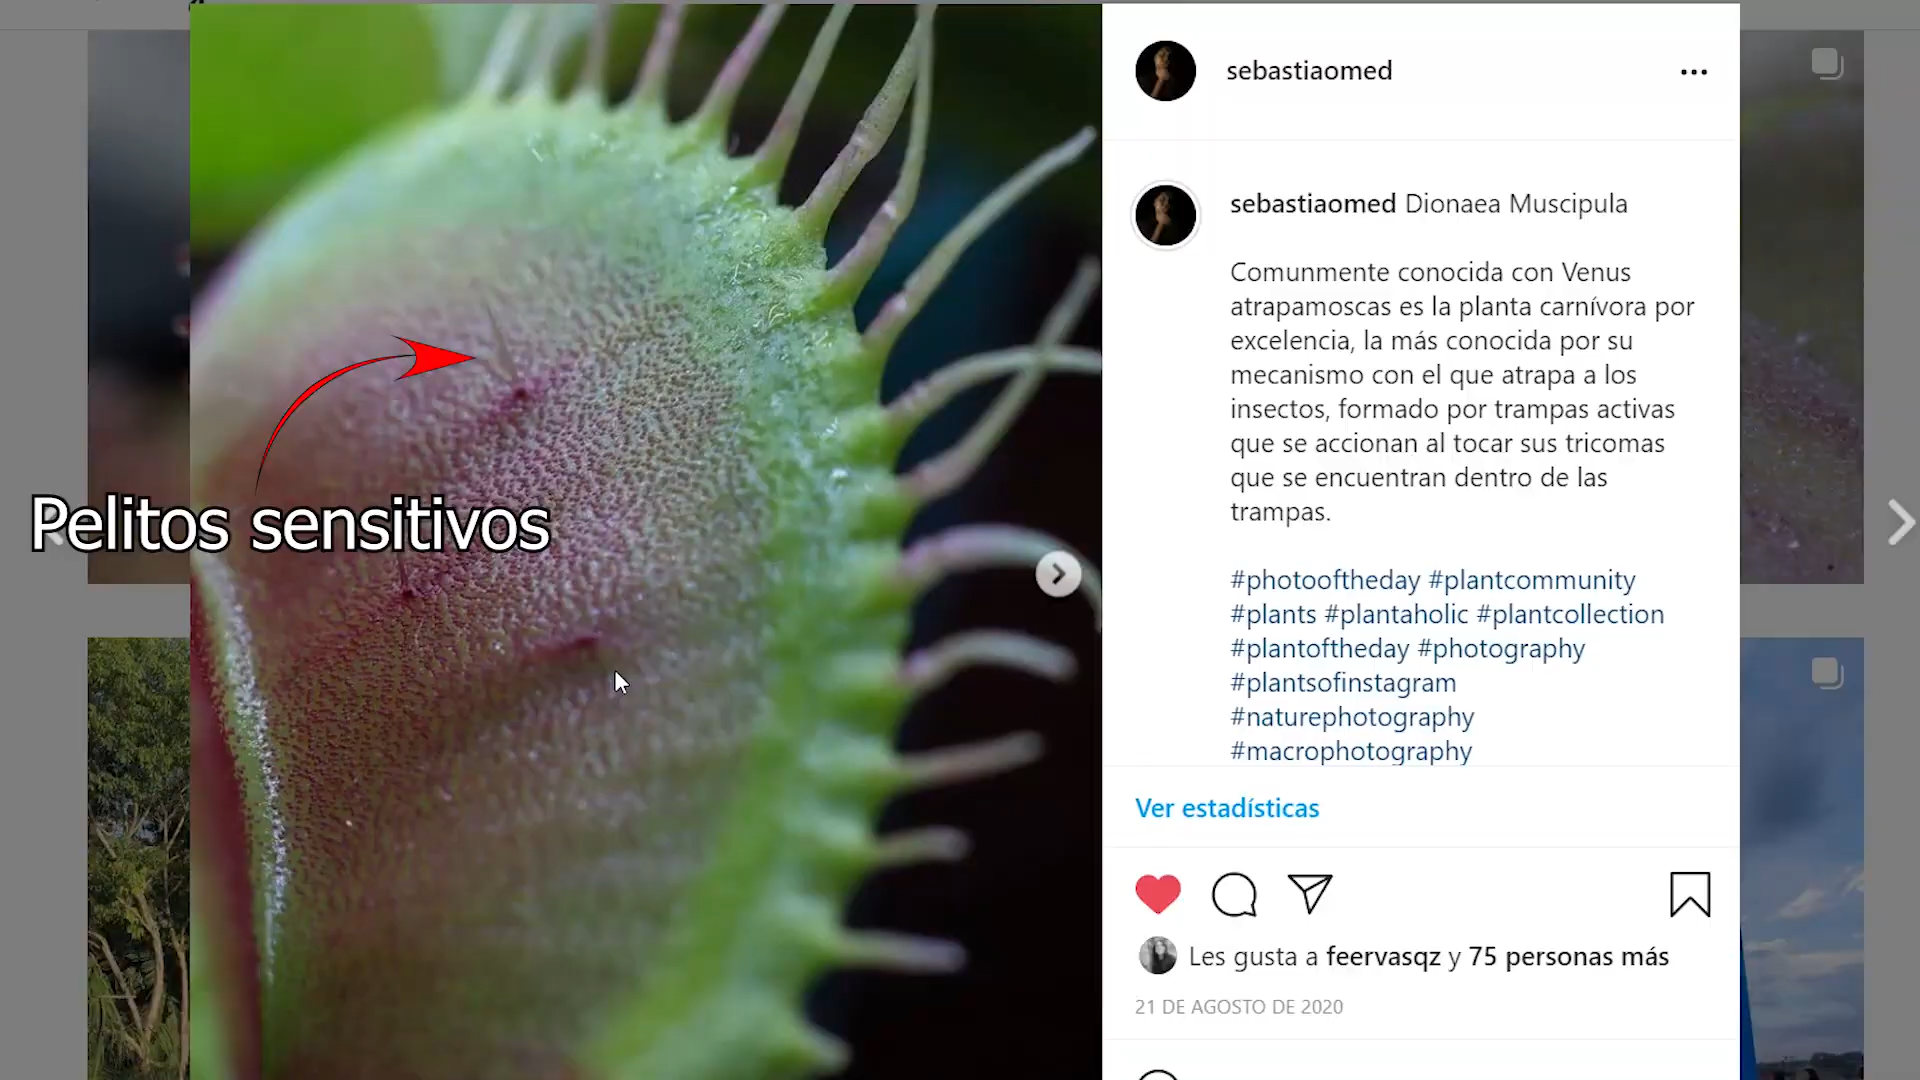 sebastiaomed
sebastiaomed Dionaea Muscipula
Comunmente conocida con Venus
atrapamoscas es la planta carnívora por
excelencia, la más conocida por su
mecanismo con el que atrapa a los
insectos, formado por trampas activas
que se accionan al tocar sus tricomas
que se encuentran dentro de las
trampas.
#photooftheday #plantcommunity
#plants #plantaholic #plantcollection
#plantoftheday #photography
#plantsofinstagram
#naturephotography
#macrophotography
Ver estadísticas
Les gusta a feervasqz y 75 personas más
21 DE AGOSTO DE 2020
Pelitos sensitivos